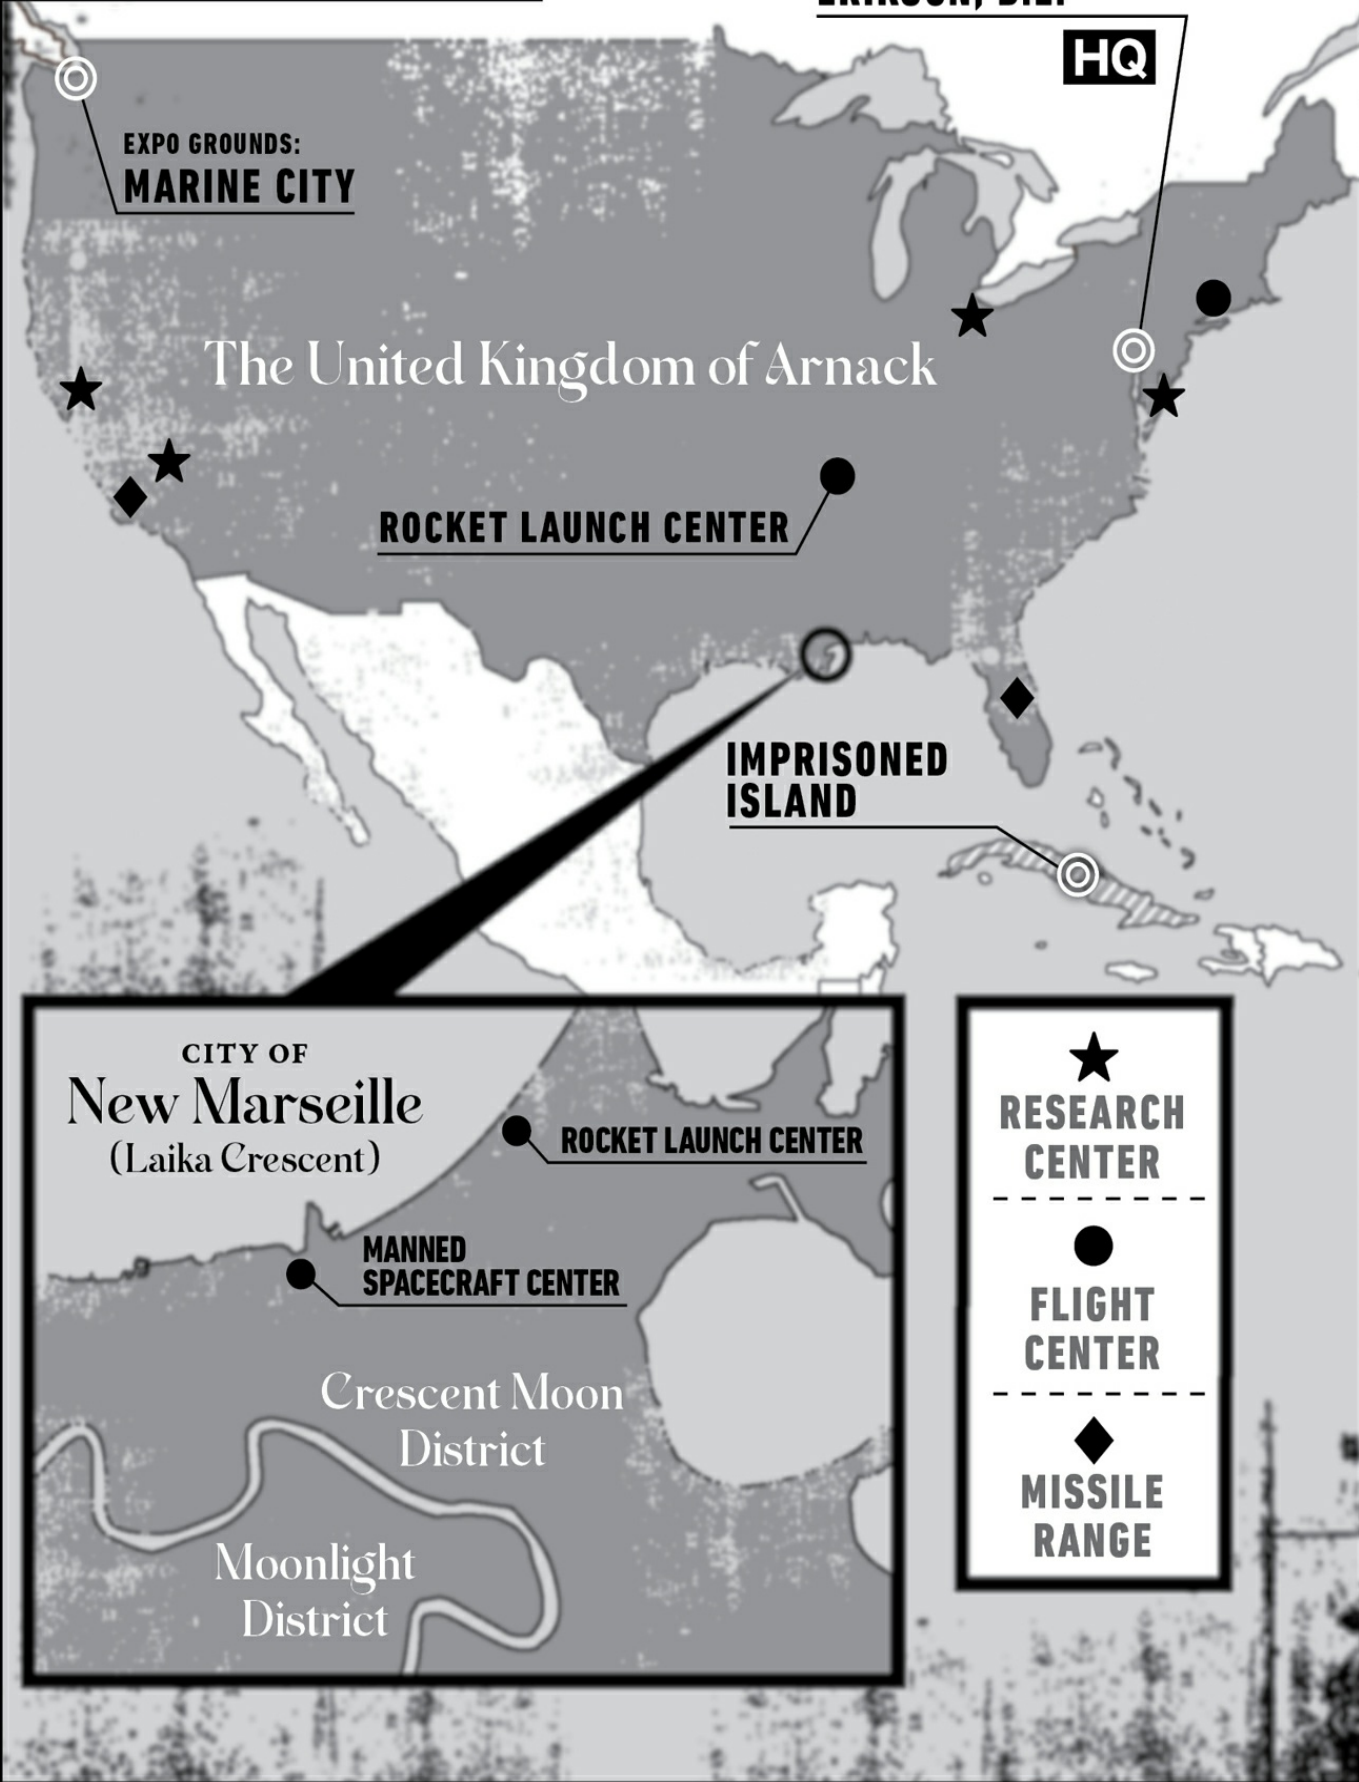 HQ
EXPO GROUNDS:
MARINE CITY
The United Kingdom of Arnack
ROCKET LAUNCH CENTER
IMPRISONED
ISLAND
CITY OF
New Marseille
(Laika Crescent)
ROCKET LAUNCH CENTER
MANNED
SPACECRAFT CENTER
Crescent Moon
District
Moonlight
District
RESEARCH
CENTER
FLIGHT
CENTER
MISSILE
RANGE